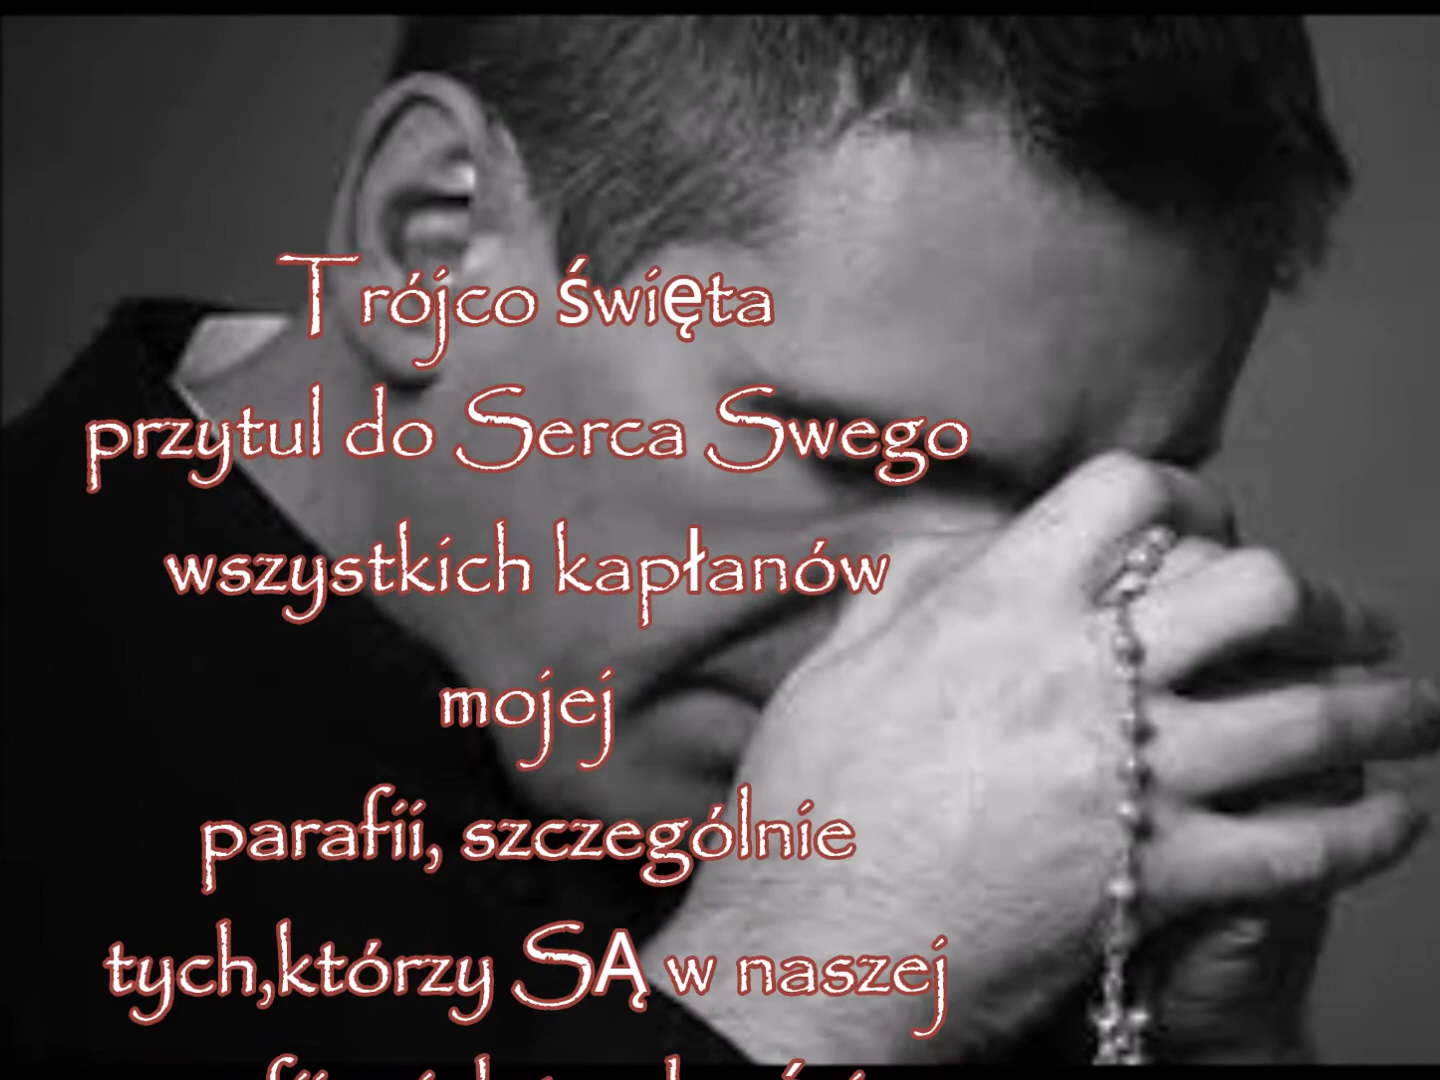 Trójco święta
przytul do Serca Swego
wszystkich kapłanów
mojej
parafii, szczególnie
tych,którzy SĄ w naszej